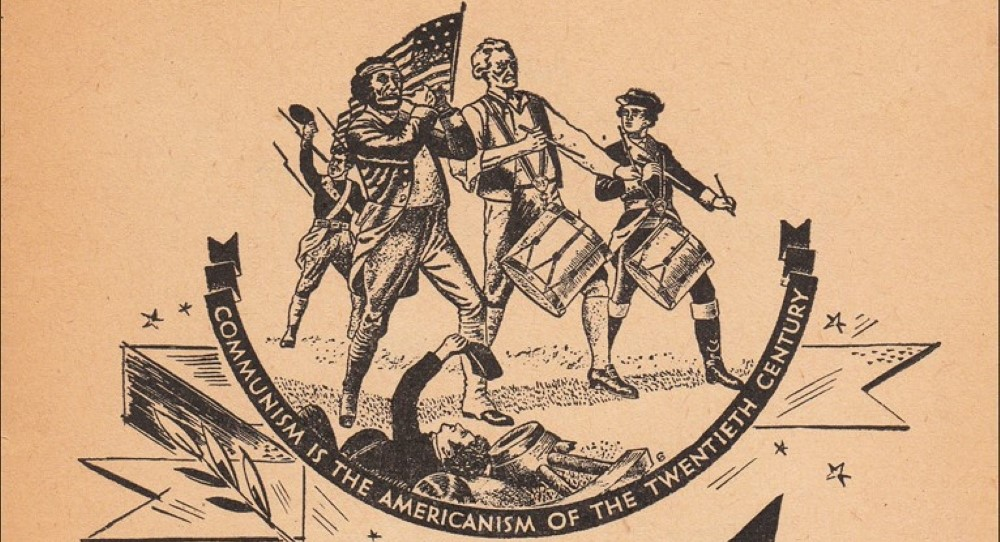 COMMUNISM IS THE AMERICANISM OF THE TWENTIETH CENTURY
G